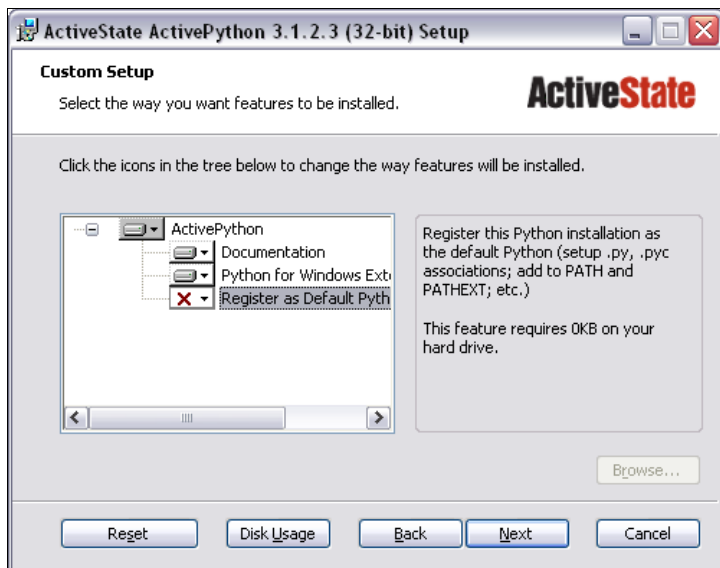 ActiveState ActivePython 3.1.2.3 (32-bit) Setup
Custom Setup
Select the way you want features to be installed.
ActiveState
Click the icons in the tree below to change the way features will be installed.
ActivePython
Documentation
Python for Windows Exte
Register as Default Pyth
Register this Python installation as
the default Python (setup .py, .pyc
associations; add to PATH and
PATHEXT; etc.)
This feature requires 0KB on your
hard drive.
Browse...
Reset
Disk Usage
Back
Next
Cancel